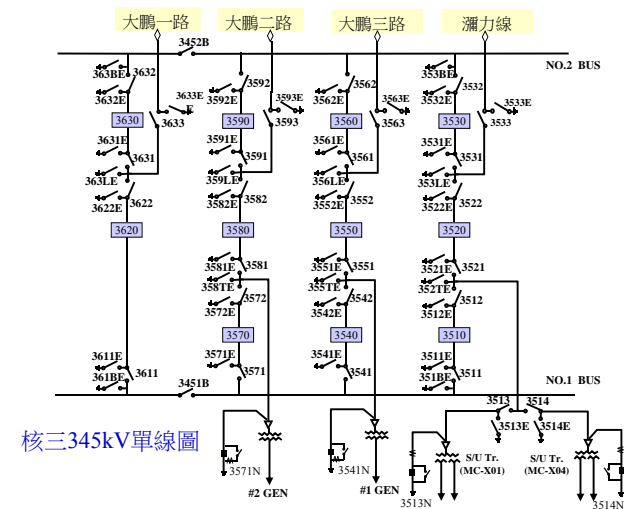 大鵬一路 大鵬二路 大鵬三路 瀰力線
3452B
NO.2 BUS
363BE 3632 3592 3562 353BE 3532
3632E 3633E 3592E 3593E 3562E 3563E 3532E 3533E
E
3630 3633 3590 3593 3560 3563 3530 3533
3631E 3591E 3561E 3531E
3631 3591 3561 3531
363LE 359LE 356LE 353LE
3622E 3622 3582E 3582 3552E 3552 3522E 3522
3620 3580 3550 3520
3581E 3581 3551E 3551 3521E 3521
358TE 355TE 352TE
3572E 3572 3542E 3542 3512E 3512
3570 3540 3510
3611E 3571E 3541E 3511E
361BE 3611 3571 3541 351BE 3511
3451B
NO.1 BUS
3513 3514
3513E 3514E
核三345kV單線圖
S/U Tr. S/U Tr.
(MC-X01) (MC-X04)
3571N 3541N
#2 GEN #1 GEN
3513N 3514N